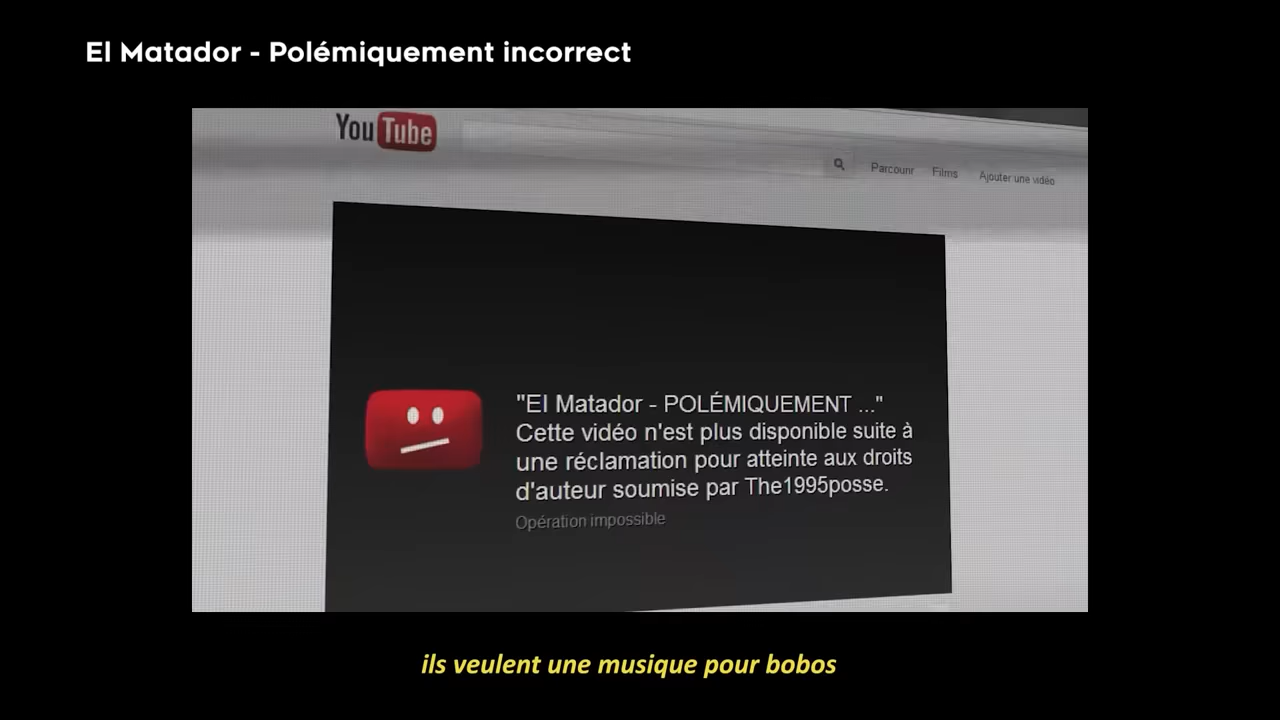 El Matador - Polémiquement incorrect
YouTube
Parcourir Films Ajouter une vidéo
"El Matador - POLÉMIQUEMENT ..."
Cette vidéo n'est plus disponible suite à
une réclamation pour atteinte aux droits
d'auteur soumise par The1995posse.
Opération impossible
ils veulent une musique pour bobos